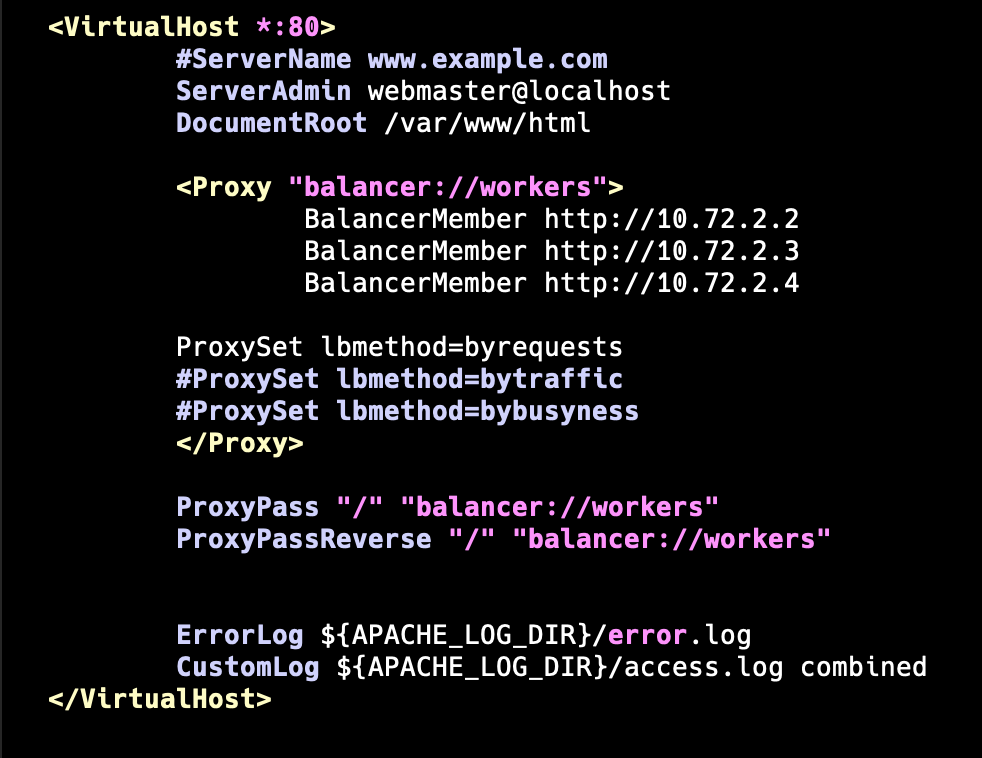 <VirtualHost *:80>
#ServerName www.example.com
ServerAdmin webmaster@localhost
DocumentRoot /var/www/html
<Proxy "balancer://workers">
BalancerMember http://10.72.2.2
BalancerMember http://10.72.2.3
BalancerMember http://10.72.2.4
ProxySet lbmethod=byrequests
#ProxySet lbmethod=bytraffic
#ProxySet lbmethod=bybusyness
</Proxy>
ProxyPass "/" "balancer://workers"
ProxyPassReverse "/" "balancer://workers"
ErrorLog ${APACHE_LOG_DIR}/error.log
CustomLog ${APACHE_LOG_DIR}/access.log combined
</VirtualHost>